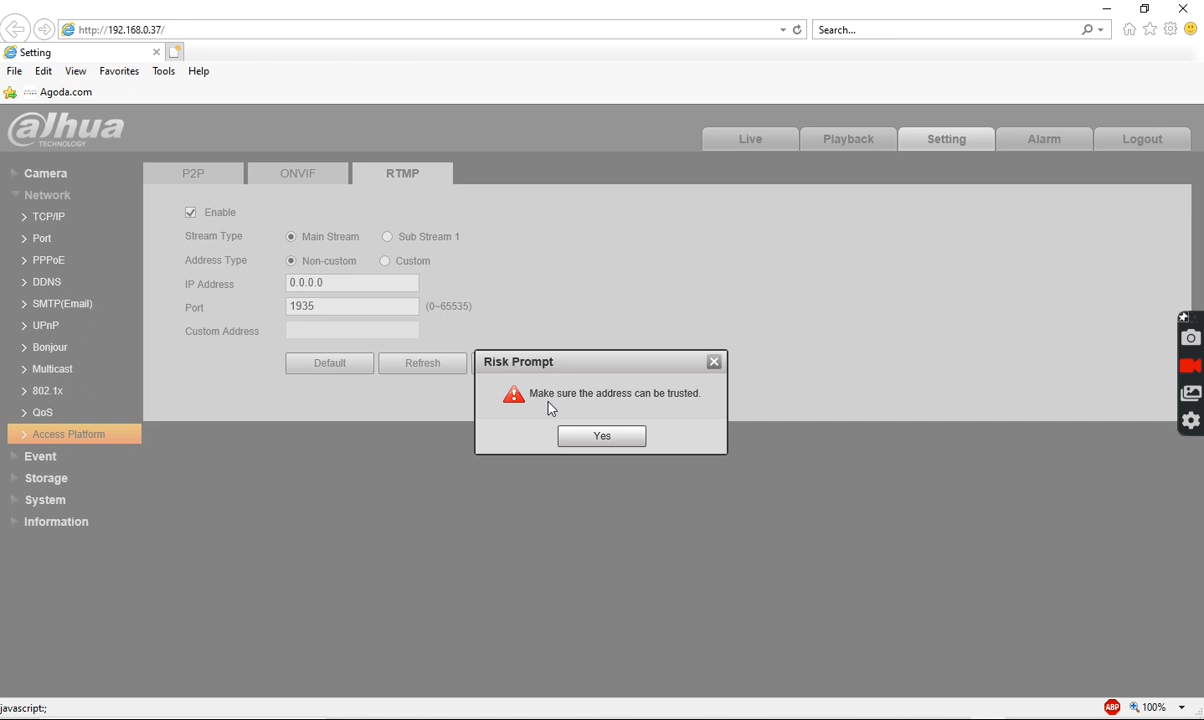 http://192.168.0.37/
Search...
Setting
File Edit View Favorites Tools Help
Agoda.com
alhua
TECHNOLOGY
Live Playback Setting Alarm Logout
Camera
Network
TCP/IP
Port
PPPoE
DDNS
SMTP(Email)
UPnP
Bonjour
Multicast
802.1x
QoS
Access Platform
Event
Storage
System
Information
P2P ONVIF RTMP
Enable
Stream Type Main Stream Sub Stream 1
Address Type Non-custom Custom
IP Address 0.0.0.0
Port 1935 (0~65535)
Custom Address
Default Refresh
Risk Prompt
Make sure the address can be trusted.
Yes
javascript:;
ABP 100%